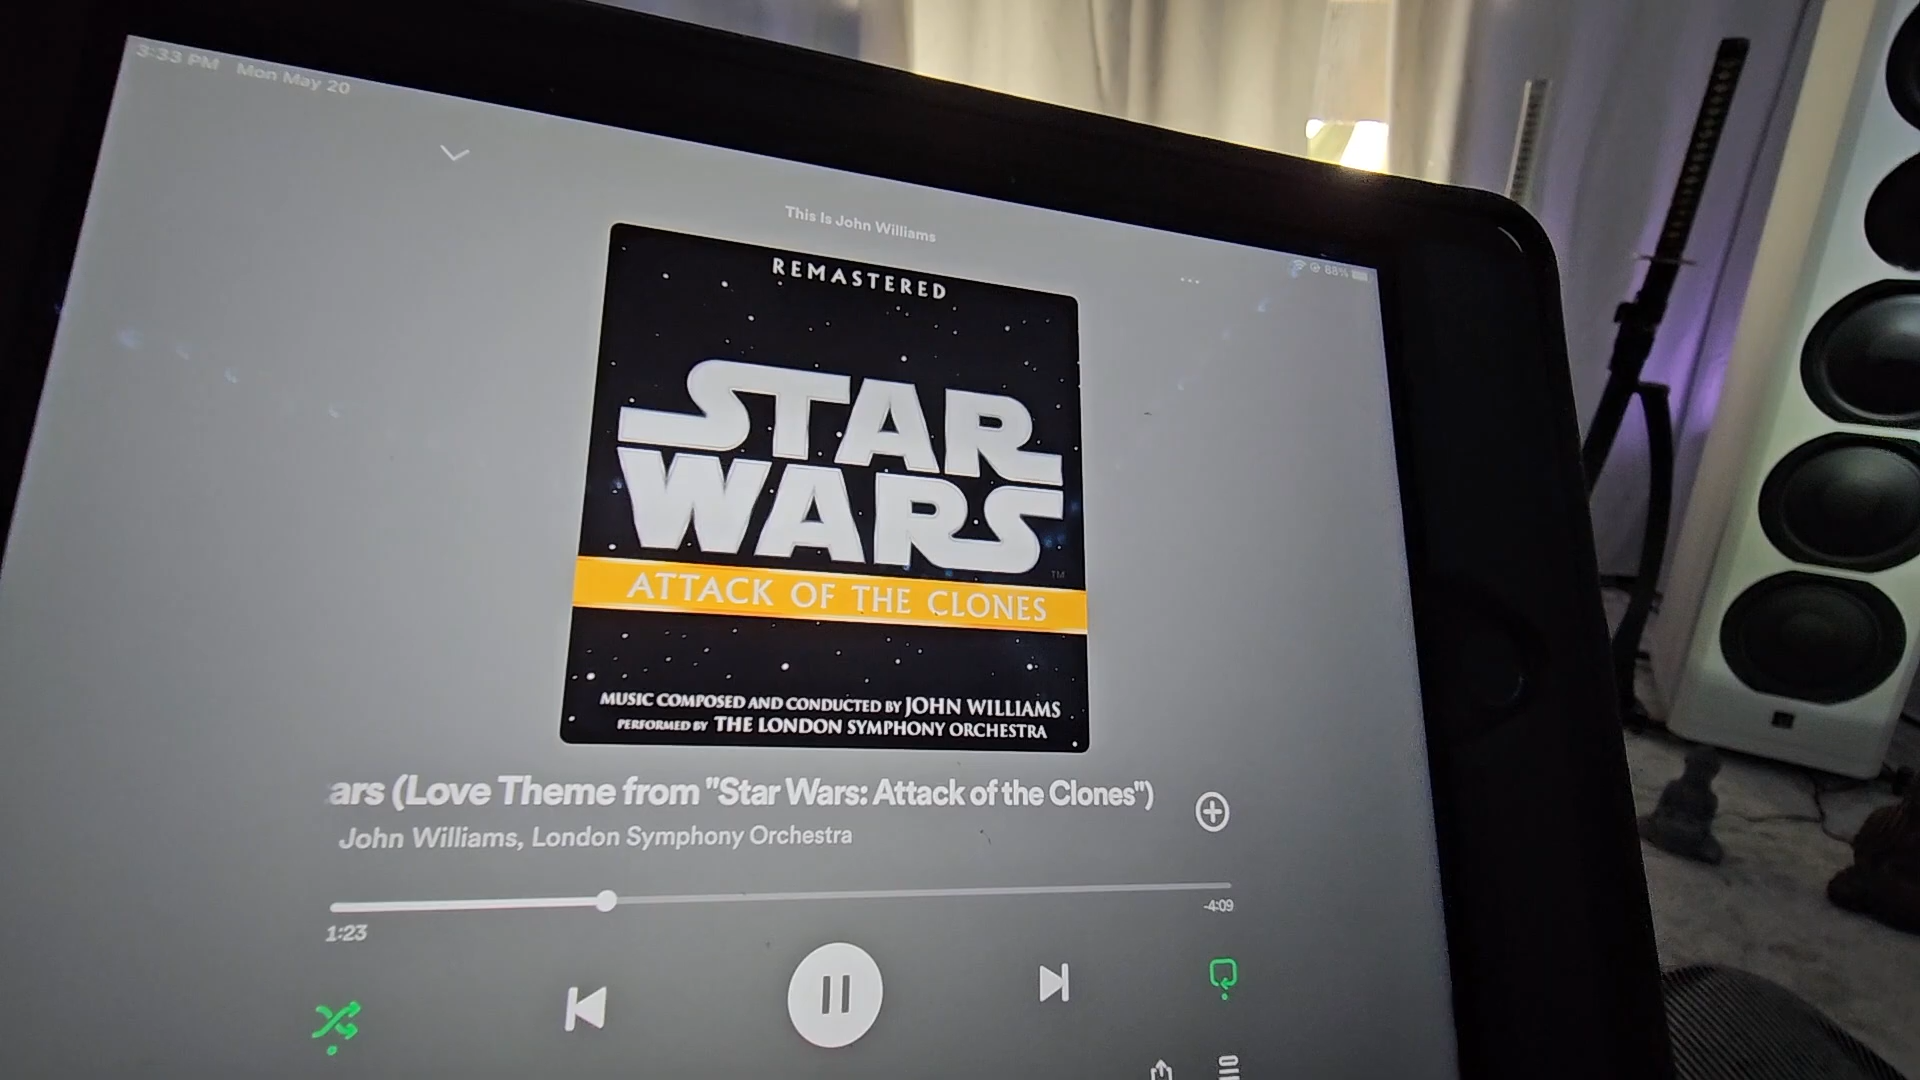 3:33 PM Mon May 20
88%
This Is John Williams
REMASTERED
STAR
WARS
TM
ATTACK OF THE CLONES
MUSIC COMPOSED AND CONDUCTED BY JOHN WILLIAMS
PERFORMED BY THE LONDON SYMPHONY ORCHESTRA
ars (Love Theme from "Star Wars: Attack of the Clones")
John Williams, London Symphony Orchestra
1:23
-4:09